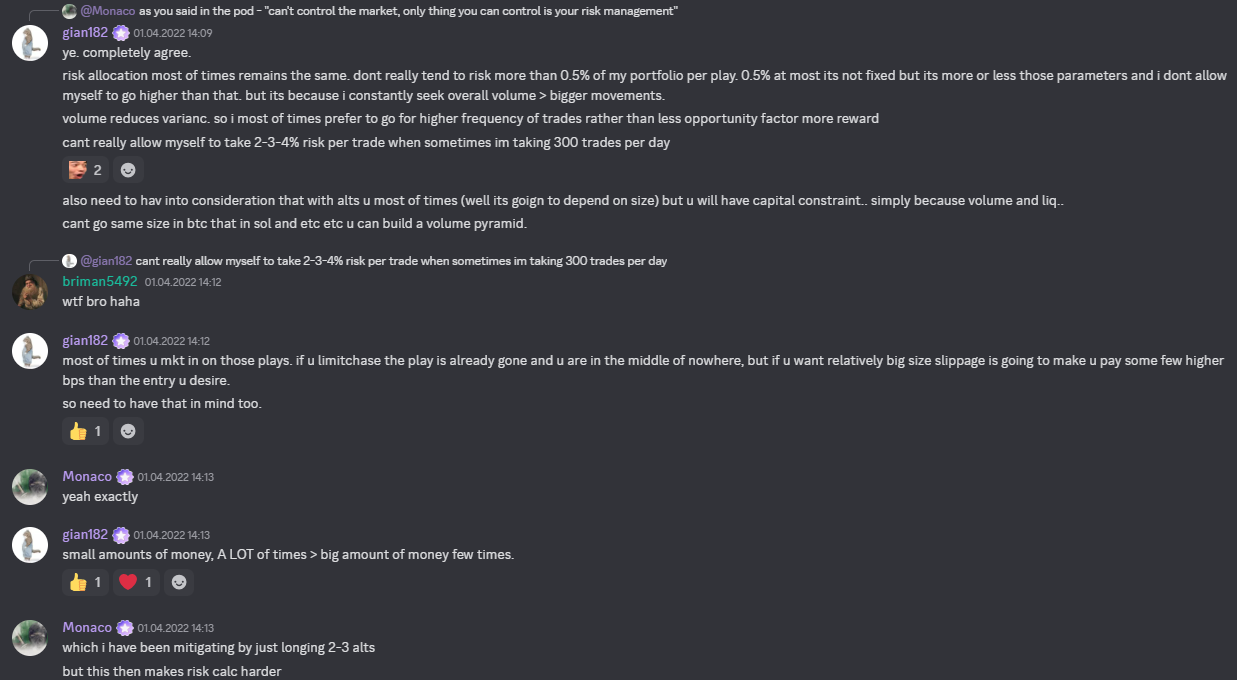 @Monaco as you said in the pod - "can't control the market, only thing you can control is your risk management"
gian182 01.04.2022 14:09
ye. completely agree.
risk allocation most of times remains the same. dont really tend to risk more than 0.5% of my portfolio per play. 0.5% at most its not fixed but its more or less those parameters and i dont allow
myself to go higher than that. but its because i constantly seek overall volume > bigger movements.
volume reduces varianc. so i most of times prefer to go for higher frequency of trades rather than less opportunity factor more reward
cant really allow myself to take 2-3-4% risk per trade when sometimes im taking 300 trades per day
2
also need to hav into consideration that with alts u most of times (well its goign to depend on size) but u will have capital constraint.. simply because volume and liq..
cant go same size in btc that in sol and etc etc u can build a volume pyramid.
@gian182 cant really allow myself to take 2-3-4% risk per trade when sometimes im taking 300 trades per day
briman5492 01.04.2022 14:12
wtf bro haha
gian182 01.04.2022 14:12
most of times u mkt in on those plays. if u limitchase the play is already gone and u are in the middle of nowhere, but if u want relatively big size slippage is going to make u pay some few higher
bps than the entry u desire.
so need to have that in mind too.
1
Monaco 01.04.2022 14:13
yeah exactly
gian182 01.04.2022 14:13
small amounts of money, A LOT of times > big amount of money few times.
1 1
Monaco 01.04.2022 14:13
which i have been mitigating by just longing 2-3 alts
but this then makes risk calc harder